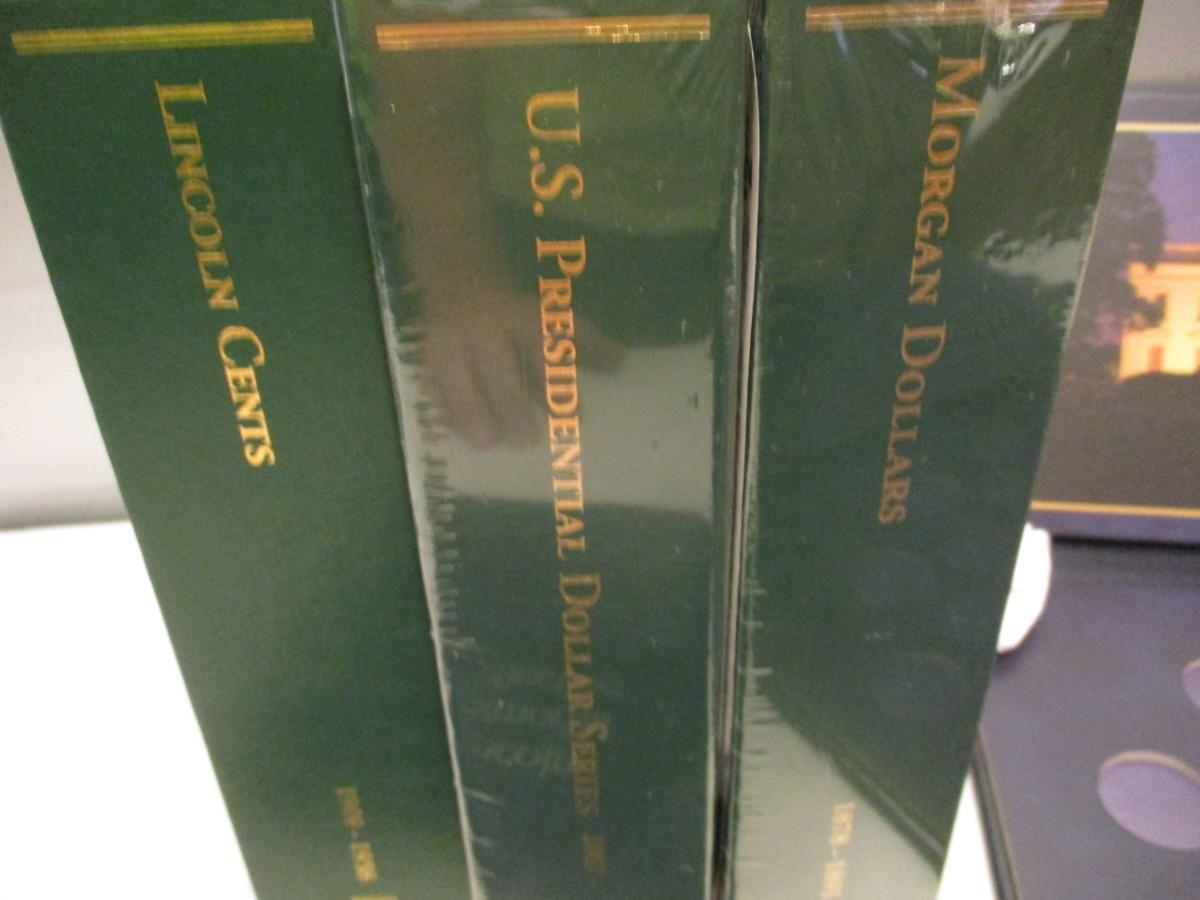 LINCOLN CENTS
U.S. PRESIDENTIAL DOLLAR SERIES
MORGAN DOLLARS